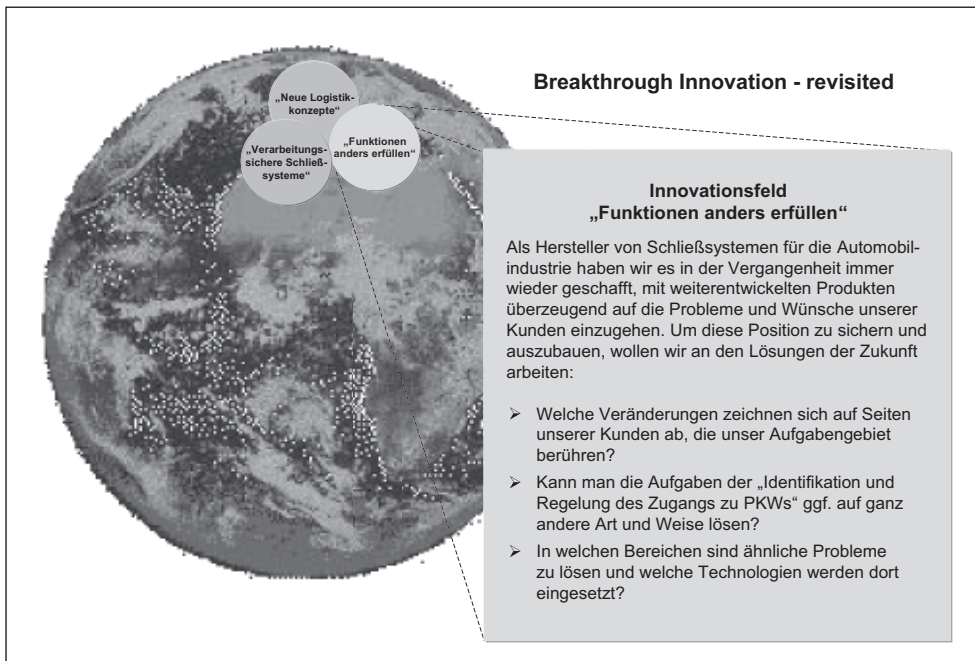 Breakthrough Innovation - revisited
„Neue Logistik-
konzepte“
„Verarbeitungs-
sichere Schließ-
systeme“
„Funktionen
anders erfüllen“
Innovationsfeld
„Funktionen anders erfüllen“
Als Hersteller von Schließsystemen für die Automobil-
industrie haben wir es in der Vergangenheit immer
wieder geschafft, mit weiterentwickelten Produkten
überzeugend auf die Probleme und Wünsche unserer
Kunden einzugehen. Um diese Position zu sichern und
auszubauen, wollen wir an den Lösungen der Zukunft
arbeiten:
➢ Welche Veränderungen zeichnen sich auf Seiten
unserer Kunden ab, die unser Aufgabengebiet
berühren?
➢ Kann man die Aufgaben der „Identifikation und
Regelung des Zugangs zu PKWs“ ggf. auf ganz
andere Art und Weise lösen?
➢ In welchen Bereichen sind ähnliche Probleme
zu lösen und welche Technologien werden dort
eingesetzt?